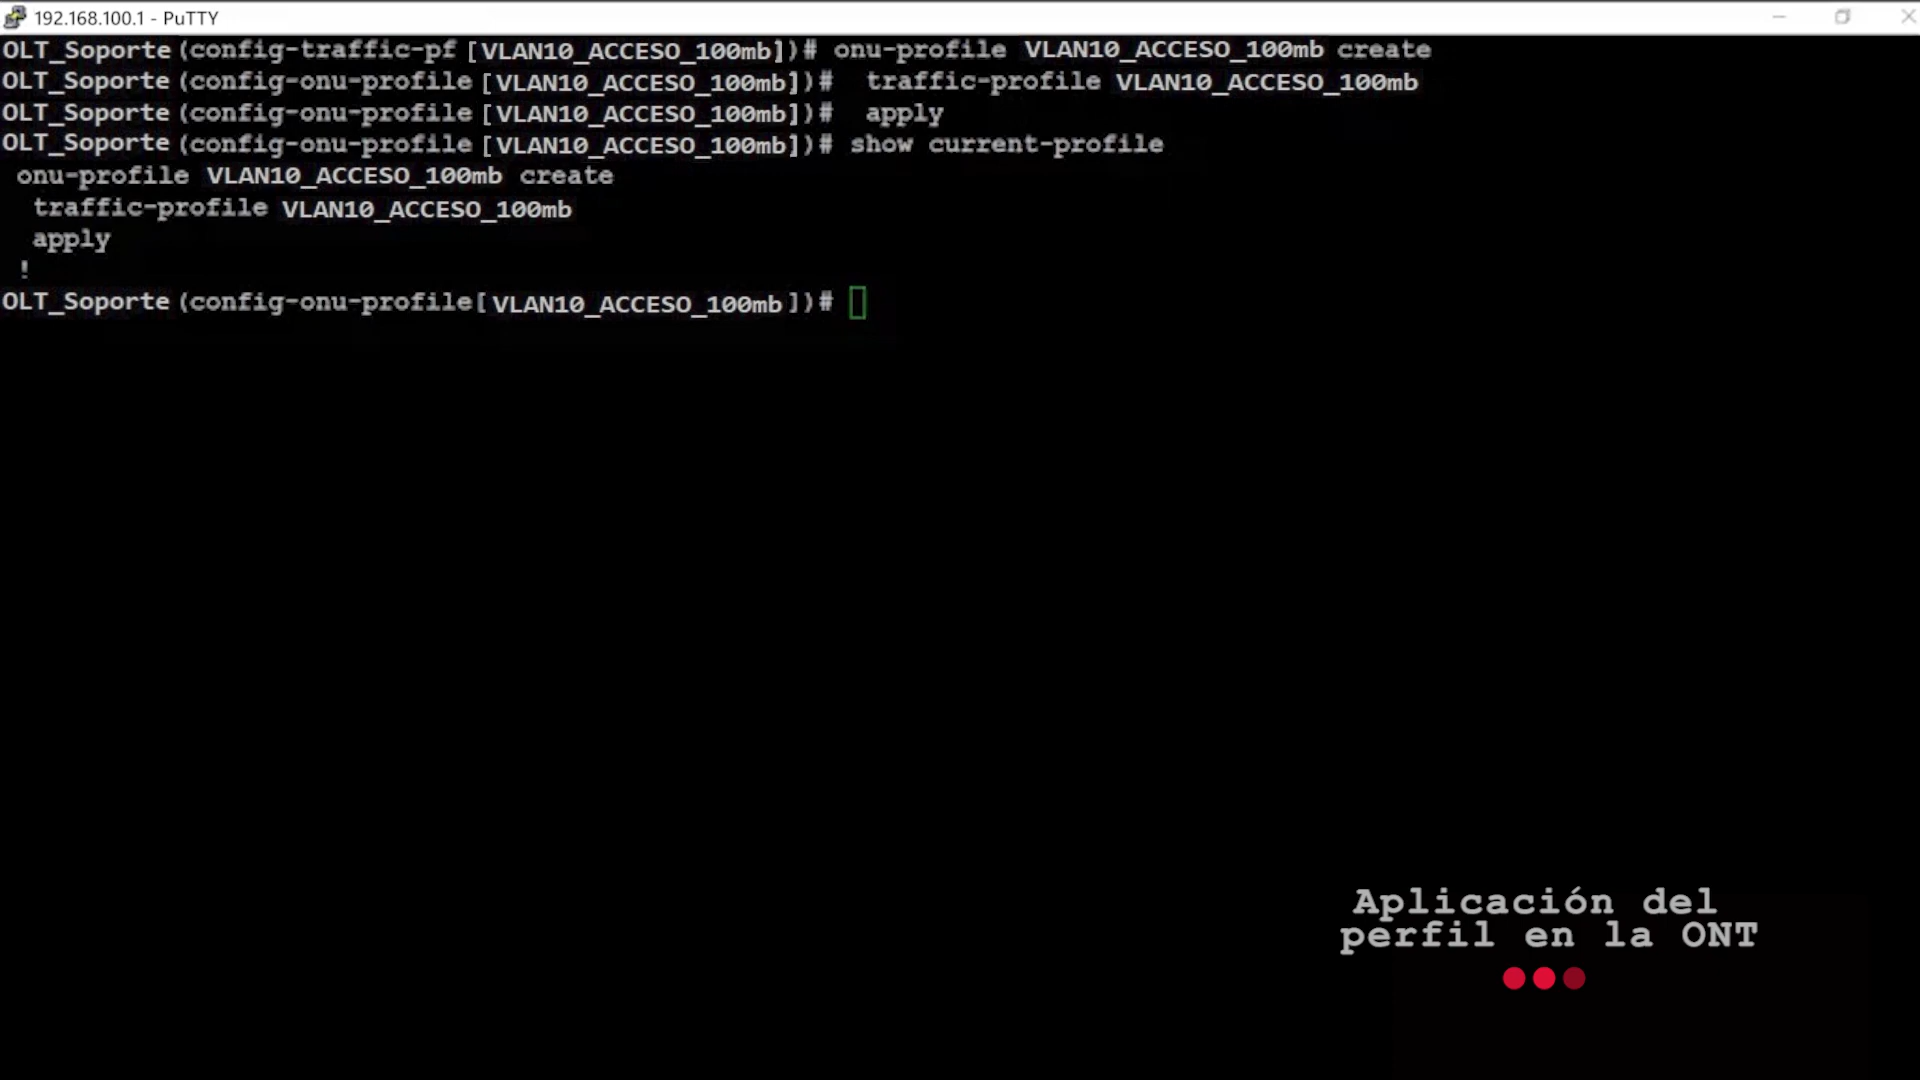 192.168.100.1 - PuTTY
OLT_Soporte(config-traffic-pf[VLAN10_ACCESO_100mb])# onu-profile VLAN10_ACCESO_100mb create
OLT_Soporte(config-onu-profile[VLAN10_ACCESO_100mb])#  traffic-profile VLAN10_ACCESO_100mb
OLT_Soporte(config-onu-profile[VLAN10_ACCESO_100mb])#  apply
OLT_Soporte(config-onu-profile[VLAN10_ACCESO_100mb])# show current-profile
onu-profile VLAN10_ACCESO_100mb create
traffic-profile VLAN10_ACCESO_100mb
apply
!
OLT_Soporte(config-onu-profile[VLAN10_ACCESO_100mb])#
Aplicación del
perfil en la ONT